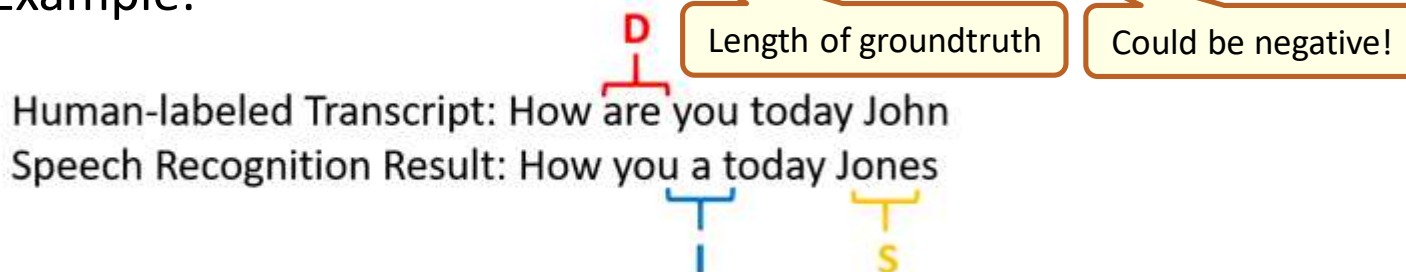 Example:
D
Length of groundtruth
Could be negative!
Human-labeled Transcript: How are you today John
Speech Recognition Result: How you a today Jones
I
S